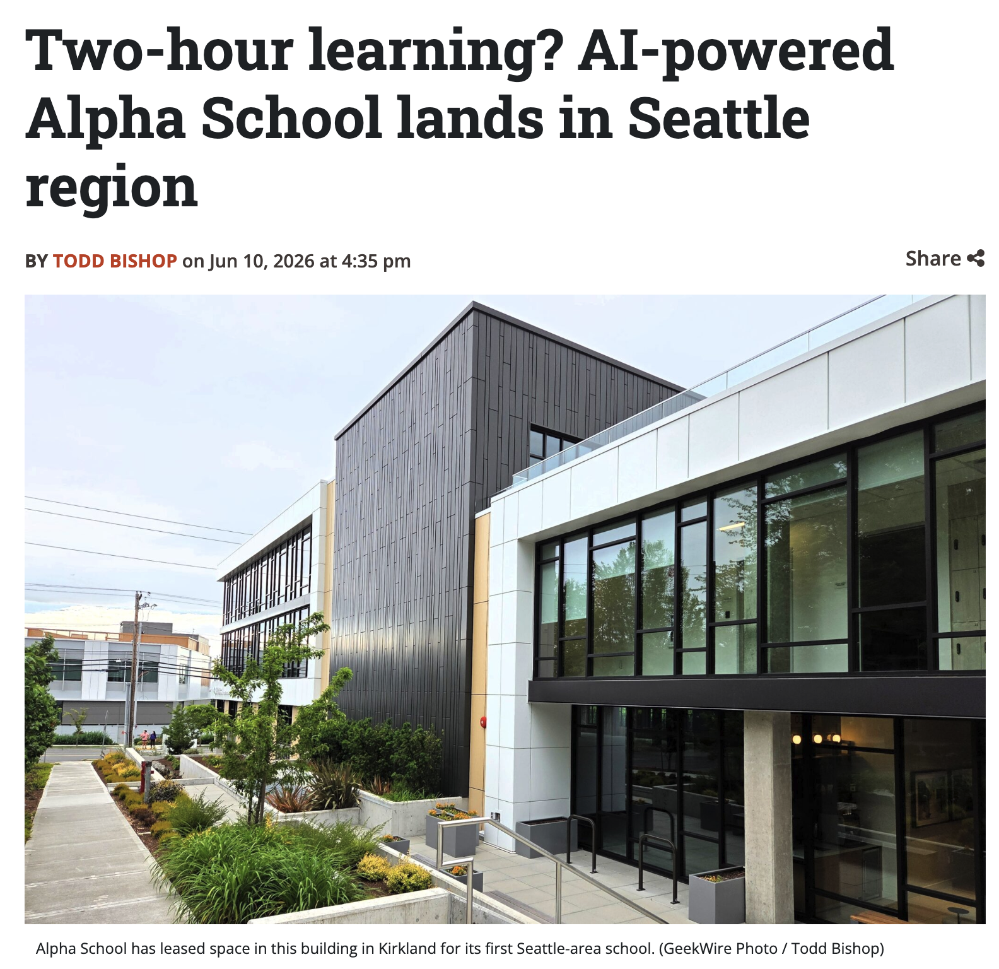 Two-hour learning? AI-powered
Alpha School lands in Seattle
region
BY TODD BISHOP on Jun 10, 2026 at 4:35 pm
Share
Alpha School has leased space in this building in Kirkland for its first Seattle-area school. (GeekWire Photo / Todd Bishop)